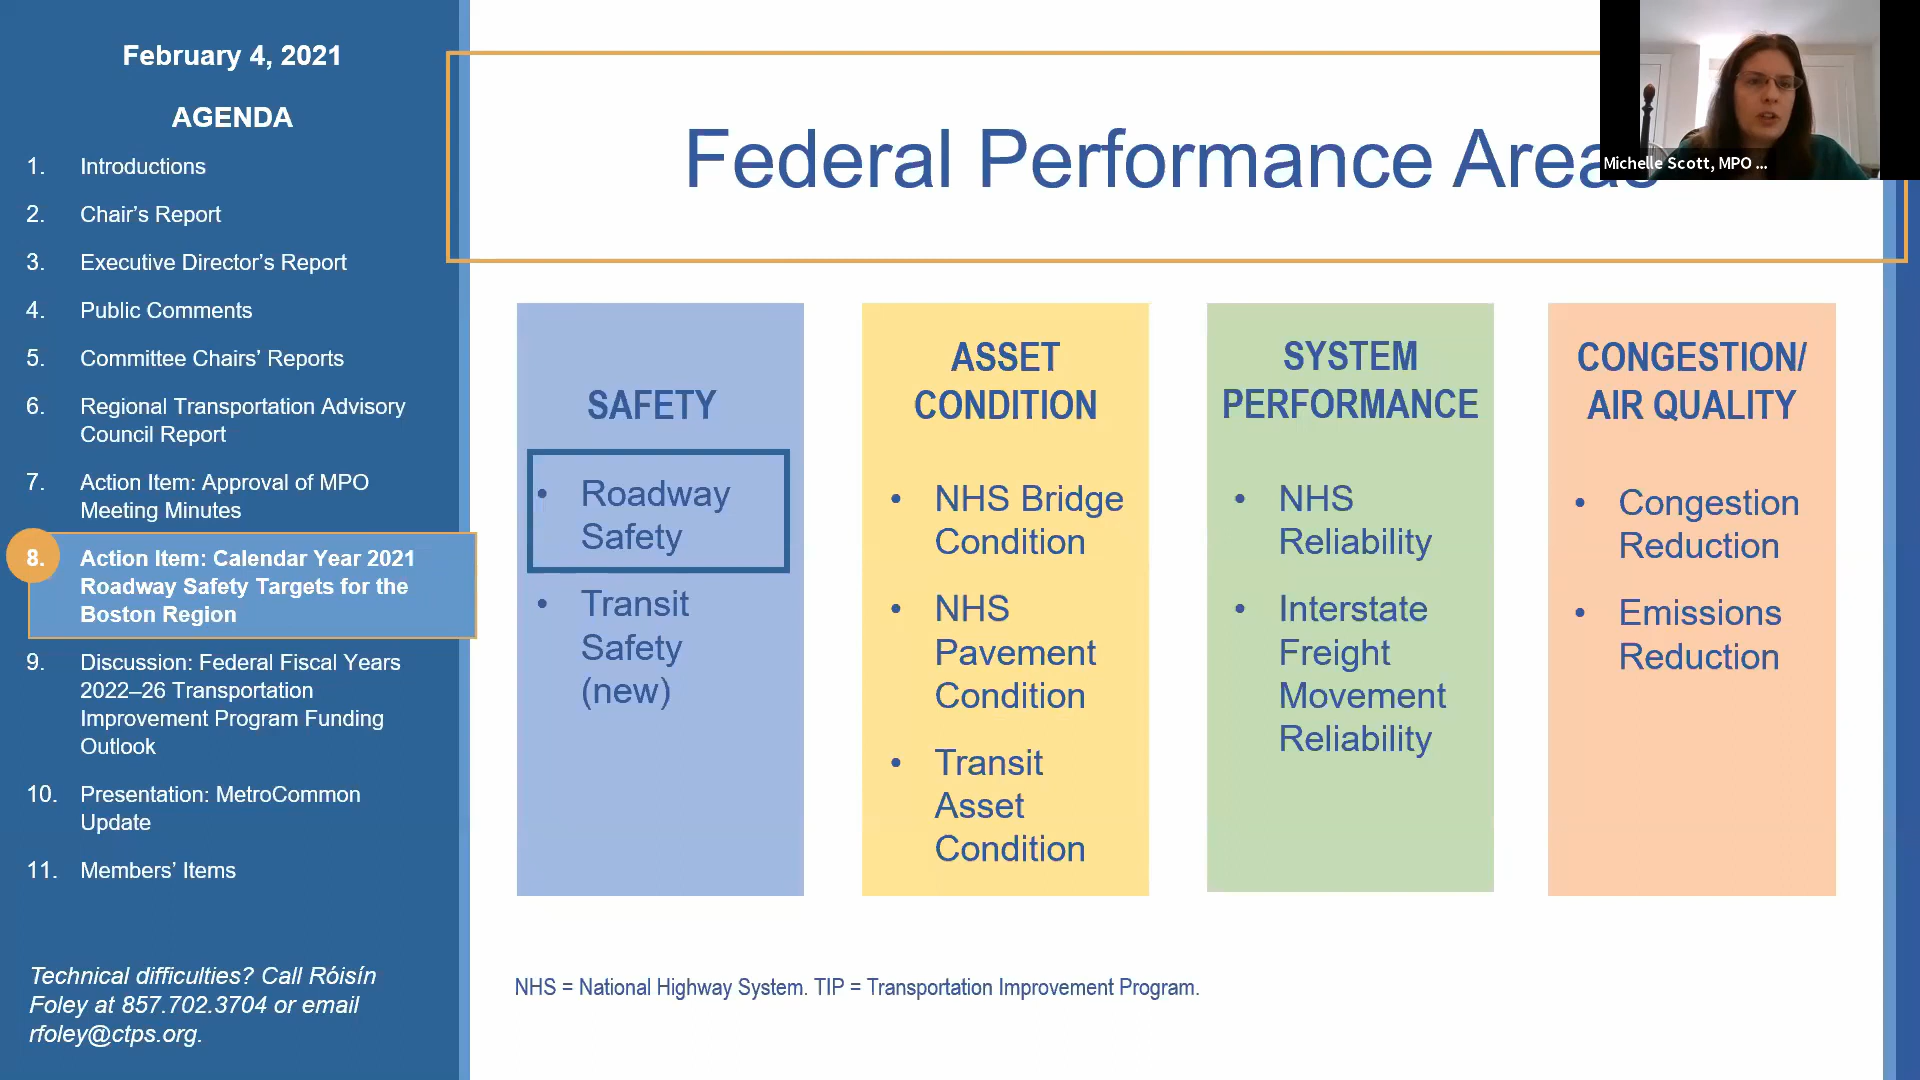 February 4, 2021
AGENDA
1. Introductions
2. Chair’s Report
3. Executive Director’s Report
4. Public Comments
5. Committee Chairs’ Reports
6. Regional Transportation Advisory
Council Report
7. Action Item: Approval of MPO
Meeting Minutes
8. Action Item: Calendar Year 2021
Roadway Safety Targets for the
Boston Region
9. Discussion: Federal Fiscal Years
2022–26 Transportation
Improvement Program Funding
Outlook
10. Presentation: MetroCommon
Update
11. Members’ Items
Technical difficulties? Call Róisín
Foley at 857.702.3704 or email
rfoley@ctps.org.
Federal Performance Areas
Michelle Scott, MPO ...
SAFETY
• Roadway
Safety
• Transit
Safety
(new)
ASSET
CONDITION
• NHS Bridge
Condition
• NHS
Pavement
Condition
• Transit
Asset
Condition
SYSTEM
PERFORMANCE
• NHS
Reliability
• Interstate
Freight
Movement
Reliability
CONGESTION/
AIR QUALITY
• Congestion
Reduction
• Emissions
Reduction
NHS = National Highway System. TIP = Transportation Improvement Program.